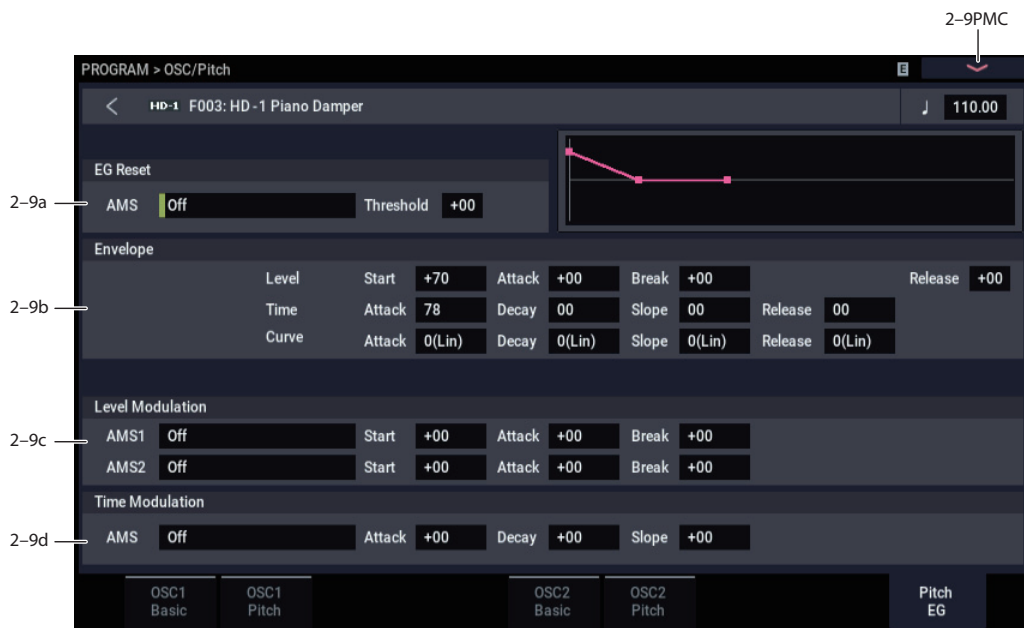 2–9PMC
PROGRAM > OSC/Pitch E
HD-1 F003: HD-1 Piano Damper ♩ 110.00
EG Reset
2–9a AMS Off Threshold +00
Envelope
Level Start +70 Attack +00 Break +00 Release +00
2–9b Time Attack 78 Decay 00 Slope 00 Release 00
Curve Attack 0(Lin) Decay 0(Lin) Slope 0(Lin) Release 0(Lin)
Level Modulation
2–9c AMS1 Off Start +00 Attack +00 Break +00
AMS2 Off Start +00 Attack +00 Break +00
Time Modulation
2–9d AMS Off Attack +00 Decay +00 Slope +00
OSC1 OSC1 OSC2 OSC2 Pitch
Basic Pitch Basic Pitch EG